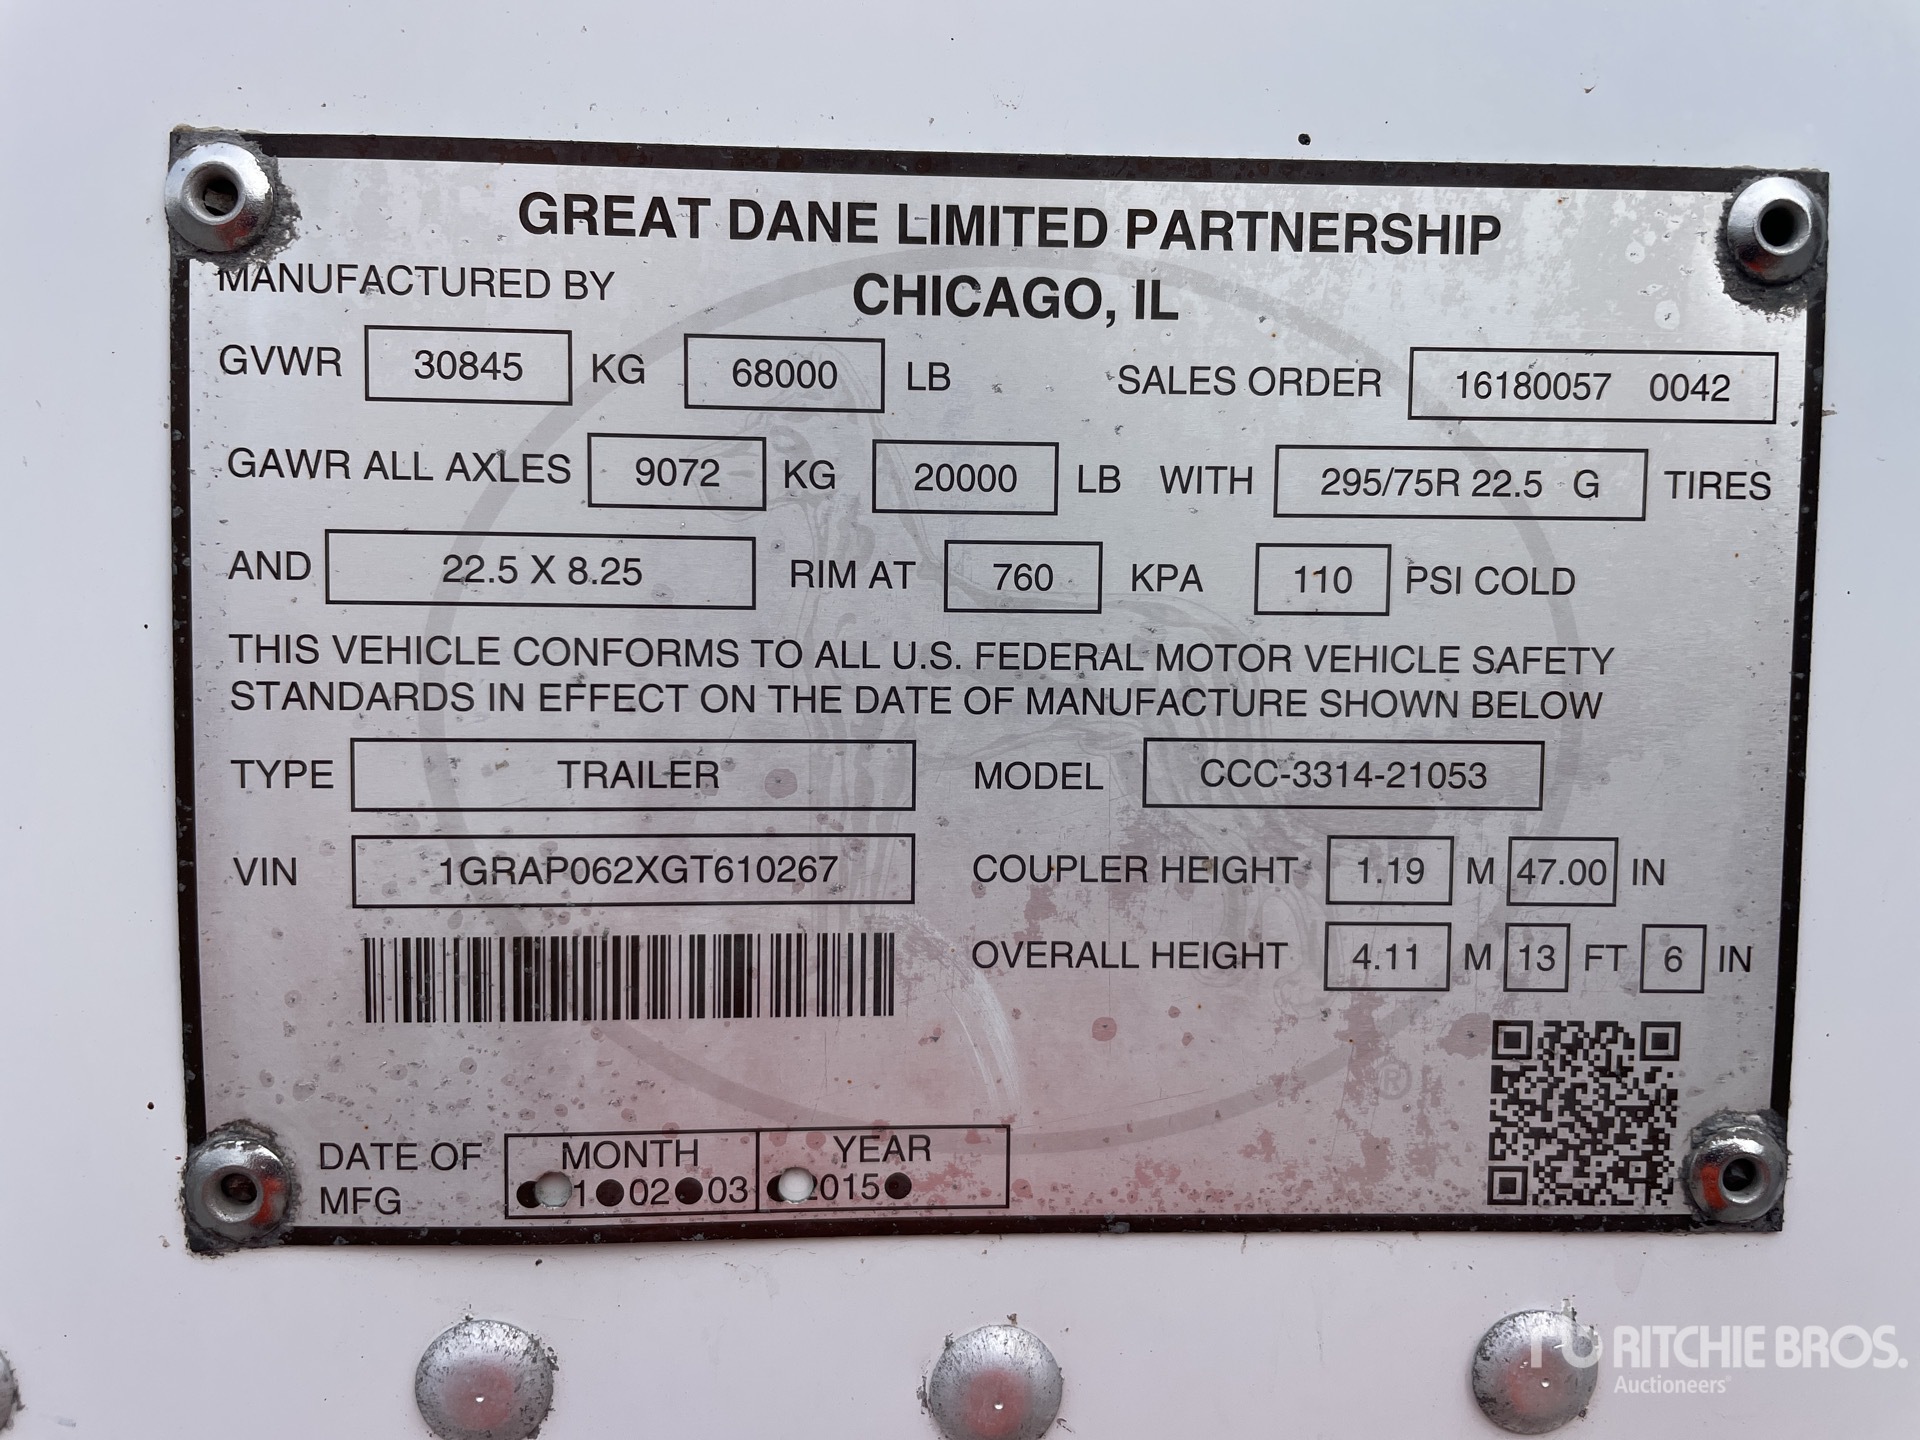 GREAT DANE LIMITED PARTNERSHIP
MANUFACTURED BY CHICAGO, IL
GVWR 30845 KG 68000 LB SALES ORDER 16180057 0042
GAWR ALL AXLES 9072 KG 20000 LB WITH 295/75R 22.5 G TIRES
AND 22.5 X 8.25 RIM AT 760 KPA 110 PSI COLD
THIS VEHICLE CONFORMS TO ALL U.S. FEDERAL MOTOR VEHICLE SAFETY
STANDARDS IN EFFECT ON THE DATE OF MANUFACTURE SHOWN BELOW
TYPE TRAILER MODEL CCC-3314-21053
VIN 1GRAP062XGT610267 COUPLER HEIGHT 1.19 M 47.00 IN
OVERALL HEIGHT 4.11 M 13 FT 6 IN
®
DATE OF MFG MONTH YEAR
1 02 03 2015
RITCHIE BROS.
Auctioneers